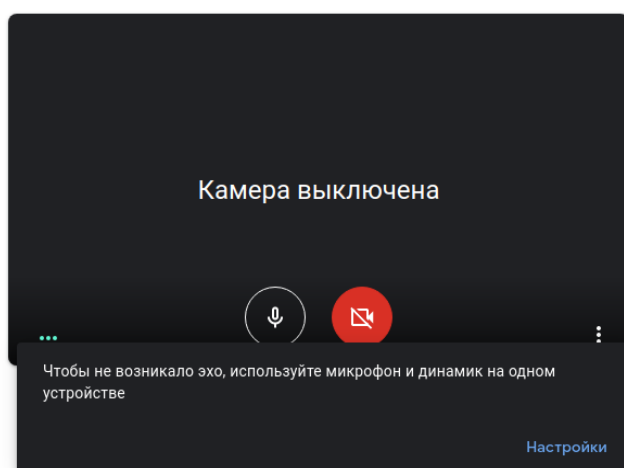 Камера выключена
Чтобы не возникало эхо, используйте микрофон и динамик на одном
устройстве
Настройки